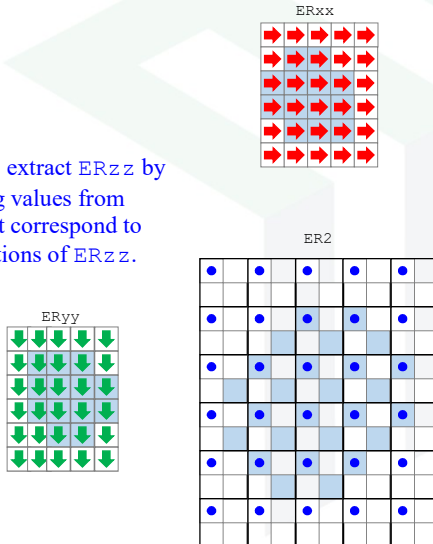 ERxx
extract ERzz by
g values from
t correspond to
tions of ERzz.
ER2
ERyy